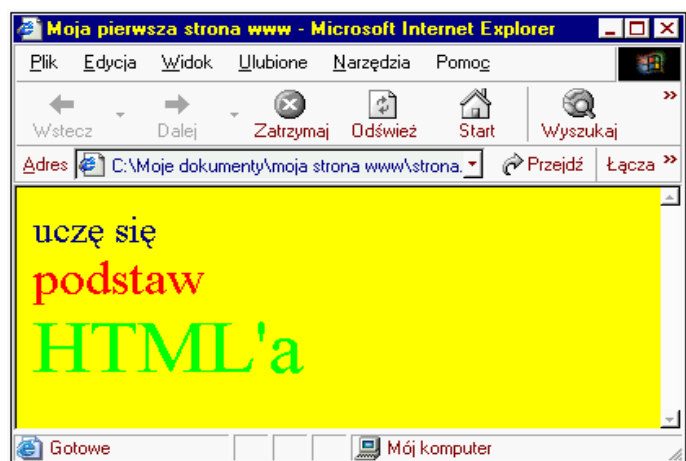 Moja pierwsza strona www - Microsoft Internet Explorer
Plik Edycja Widok Ulubione Narzędzia Pomoc
Wstecz Dalej Zatrzymaj Odśwież Start Wyszukaj »
Adres C:\Moje dokumenty\moja strona www\strona. Przejdź Łącza »
uczę się
podstaw
HTML'a
Gotowe Mój komputer